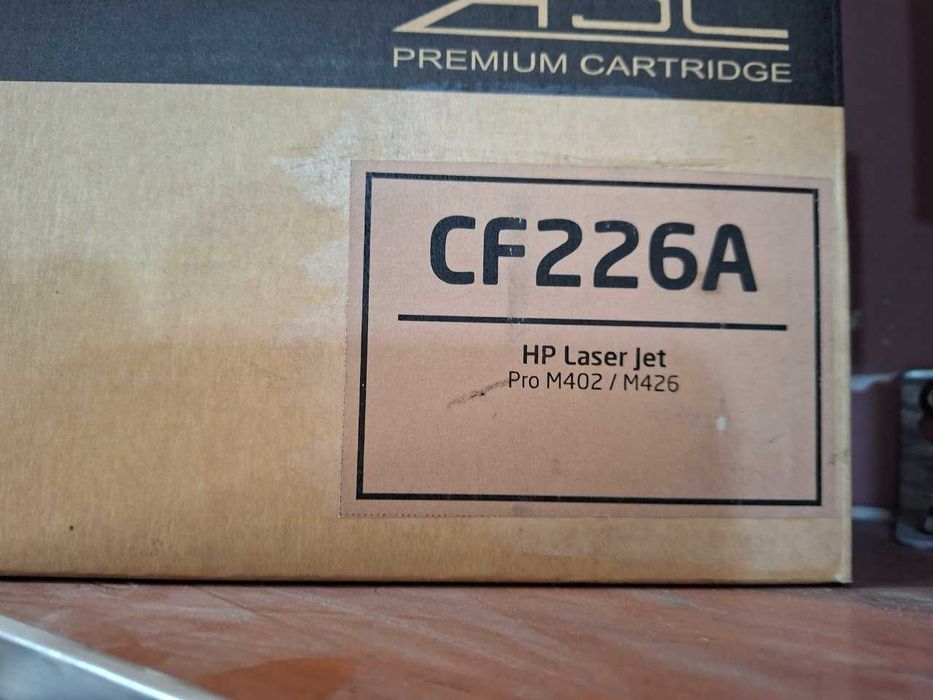 PREMIUM CARTRIDGE
CF226A
HP Laser Jet
Pro M402 / M426